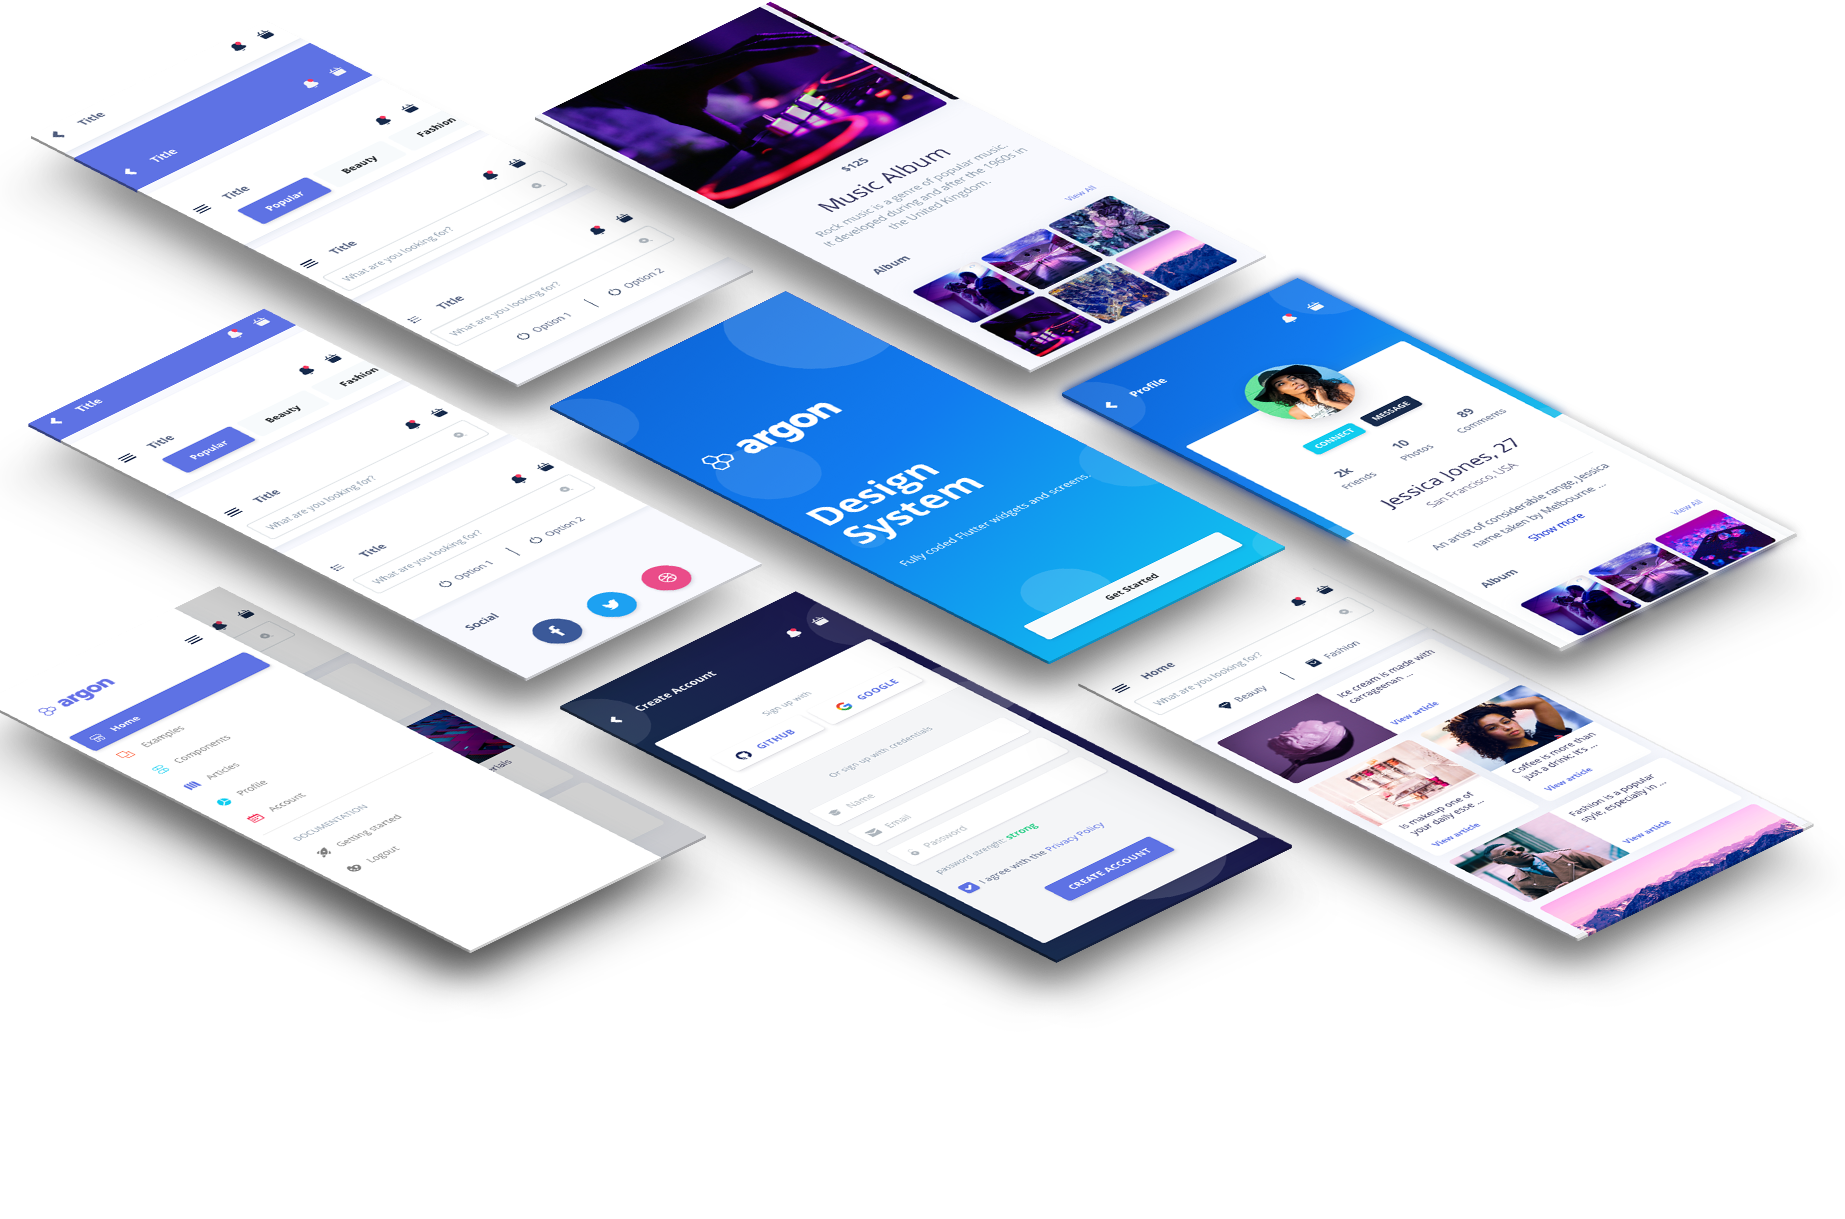 Title
Title
Title
Popular
Beauty
Fashion
Title
What are you looking for?
Title
What are you looking for?
Option 1
Option 2
$125
Music Album
Rock music is a genre of popular music.
It developed during and after the 1960s in
the United Kingdom.
Album
View All
Title
Title
Popular
Beauty
Fashion
Title
What are you looking for?
Title
What are you looking for?
Option 1
Option 2
Social
argon
Design
System
Fully coded Flutter widgets and screens.
Get Started
Profile
CONNECT
MESSAGE
2k
Friends
10
Photos
89
Comments
Jessica Jones, 27
San Francisco, USA
An artist of considerable range, Jessica
name taken by Melbourne ...
Show more
Album
View All
argon
Home
Examples
Components
Articles
Profile
Account
DOCUMENTATION
Getting started
Logout
Create Account
Sign up with
GITHUB
GOOGLE
Or sign up with credentials
Name
Email
Password
password strenght: strong
I agree with the Privacy Policy
CREATE ACCOUNT
Home
What are you looking for?
Beauty
Fashion
Ice cream is made with
carrageenan ...
View article
Is makeup one of
your daily esse ...
View article
Coffee is more than
just a drink: It's ...
View article
Fashion is a popular
style, especially in ...
View article